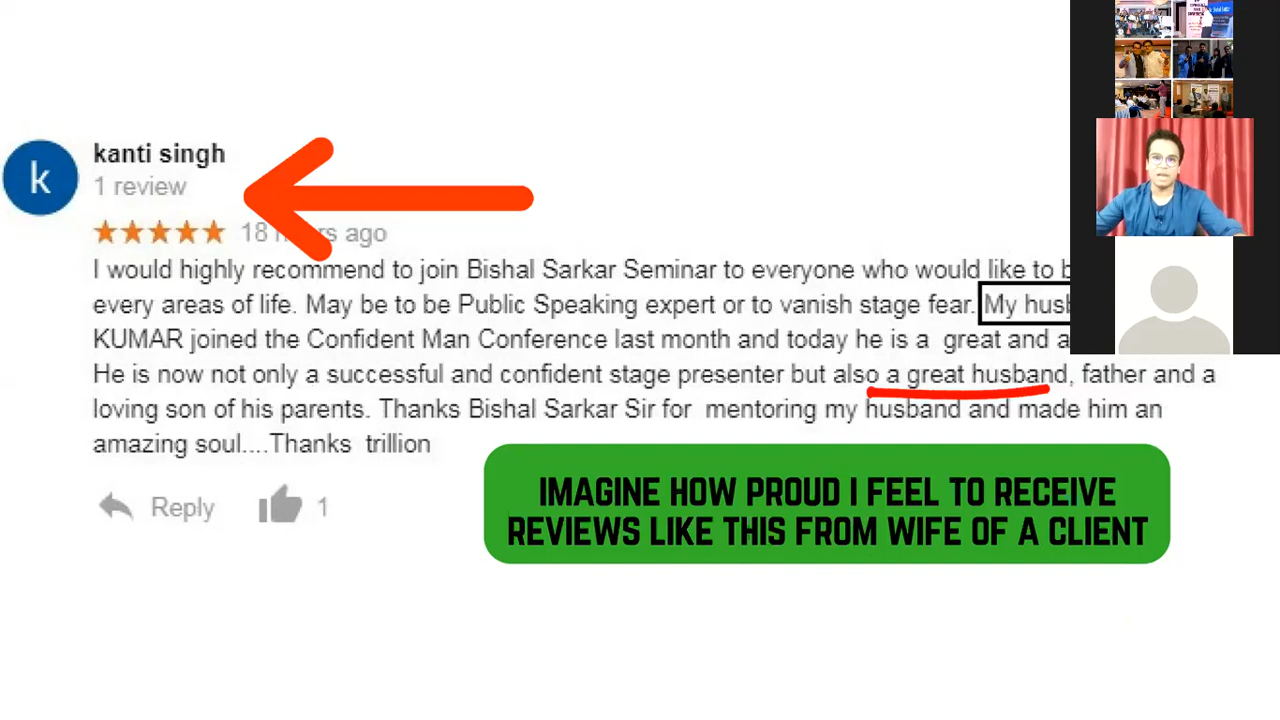 kanti singh
1 review
k
18 ago
I would highly recommend to join Bishal Sarkar Seminar to everyone who would like to
every areas of life. May be to be Public Speaking expert or to vanish stage fear. My
KUMAR joined the Confident Man Conference last month and today he is a great and
He is now not only a successful and confident stage presenter but also a great husband, father and a
loving son of his parents. Thanks Bishal Sarkar Sir for mentoring my husband and made him an
amazing soul....Thanks trillion
Reply 1
IMAGINE HOW PROUD I FEEL TO RECEIVE
REVIEWS LIKE THIS FROM WIFE OF A CLIENT